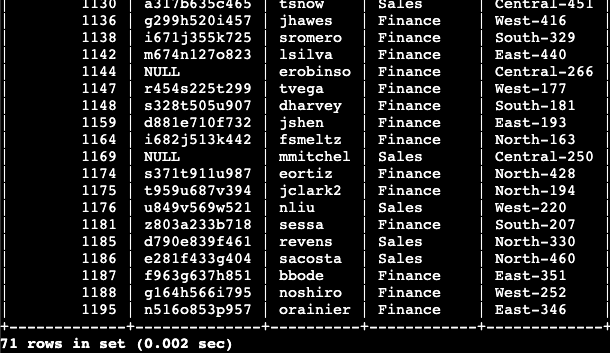 | 1130 | a317b635c465 | tsnow | Sales | Central-451 |
| 1136 | g299h520i457 | jhawes | Finance | West-416 |
| 1138 | i671j355k725 | sromero | Finance | South-329 |
| 1142 | m674n127o823 | lsilva | Finance | East-440 |
| 1144 | NULL | erobinso | Finance | Central-266 |
| 1147 | r454s225t299 | tvega | Finance | West-177 |
| 1148 | s328t505u907 | dharvey | Finance | South-181 |
| 1159 | d881e710f732 | jshen | Finance | East-193 |
| 1164 | i682j513k442 | fsmeltz | Finance | North-163 |
| 1169 | NULL | mmitchel | Sales | Central-250 |
| 1174 | s371t911u987 | eortiz | Finance | North-428 |
| 1175 | t959u687v394 | jclark2 | Finance | North-194 |
| 1176 | u849v569w521 | nliu | Sales | West-220 |
| 1181 | z803a233b718 | sessa | Finance | South-207 |
| 1185 | d790e839f461 | revens | Sales | North-330 |
| 1186 | e281f433g404 | sacosta | Sales | North-460 |
| 1187 | f963g637h851 | bbode | Finance | East-351 |
| 1188 | g164h566i795 | noshiro | Finance | West-252 |
| 1195 | n516o853p957 | orainier | Finance | East-346 |
71 rows in set (0.002 sec)